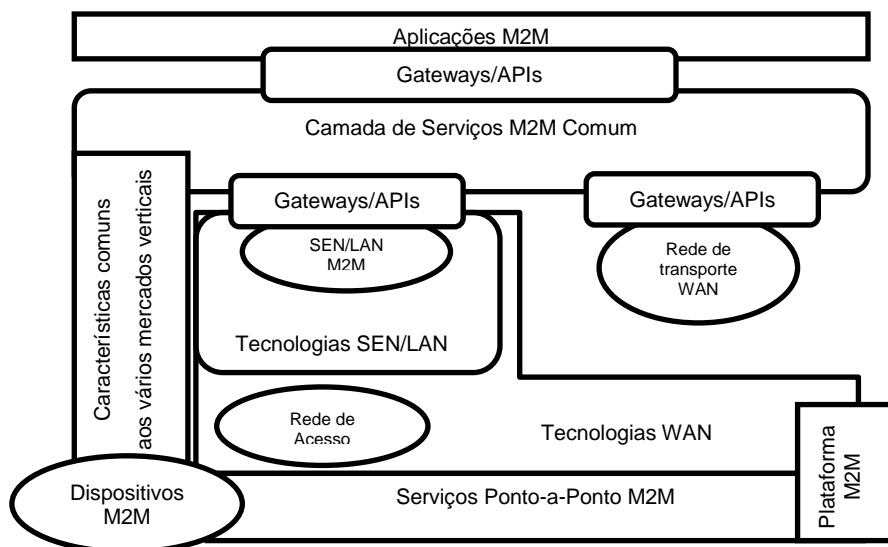 Aplicações M2M
Gateways/APIs
Camada de Serviços M2M Comum
Características comuns
aos vários mercados verticais
Gateways/APIs
Gateways/APIs
SEN/LAN
M2M
Rede de
transporte
WAN
Tecnologias SEN/LAN
Rede de
Acesso
Tecnologias WAN
Dispositivos
M2M
Serviços Ponto-a-Ponto M2M
Plataforma
M2M